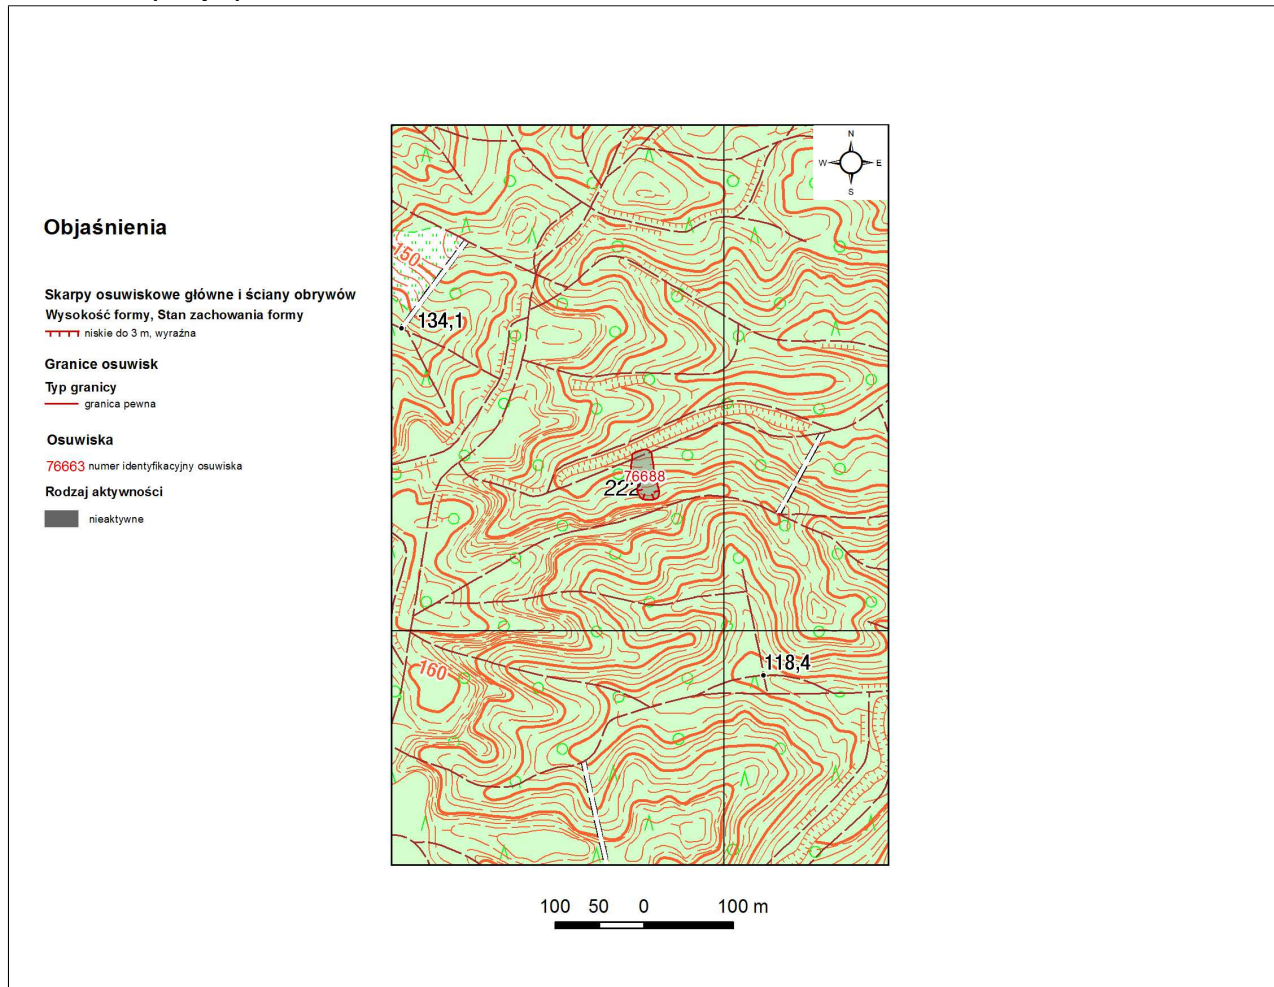 Objaśnienia
Skarpy osuwiskowe główne i ściany obrywów
Wysokość formy, Stan zachowania formy
niskie do 3 m, wyraźna
Granice osuwisk
Typ granicy
granica pewna
Osuwiska
76663 numer identyfikacyjny osuwiska
Rodzaj aktywności
nieaktywne
N
W E
S
150
134,1
76688
222
160
118,4
100 50 0 100 m